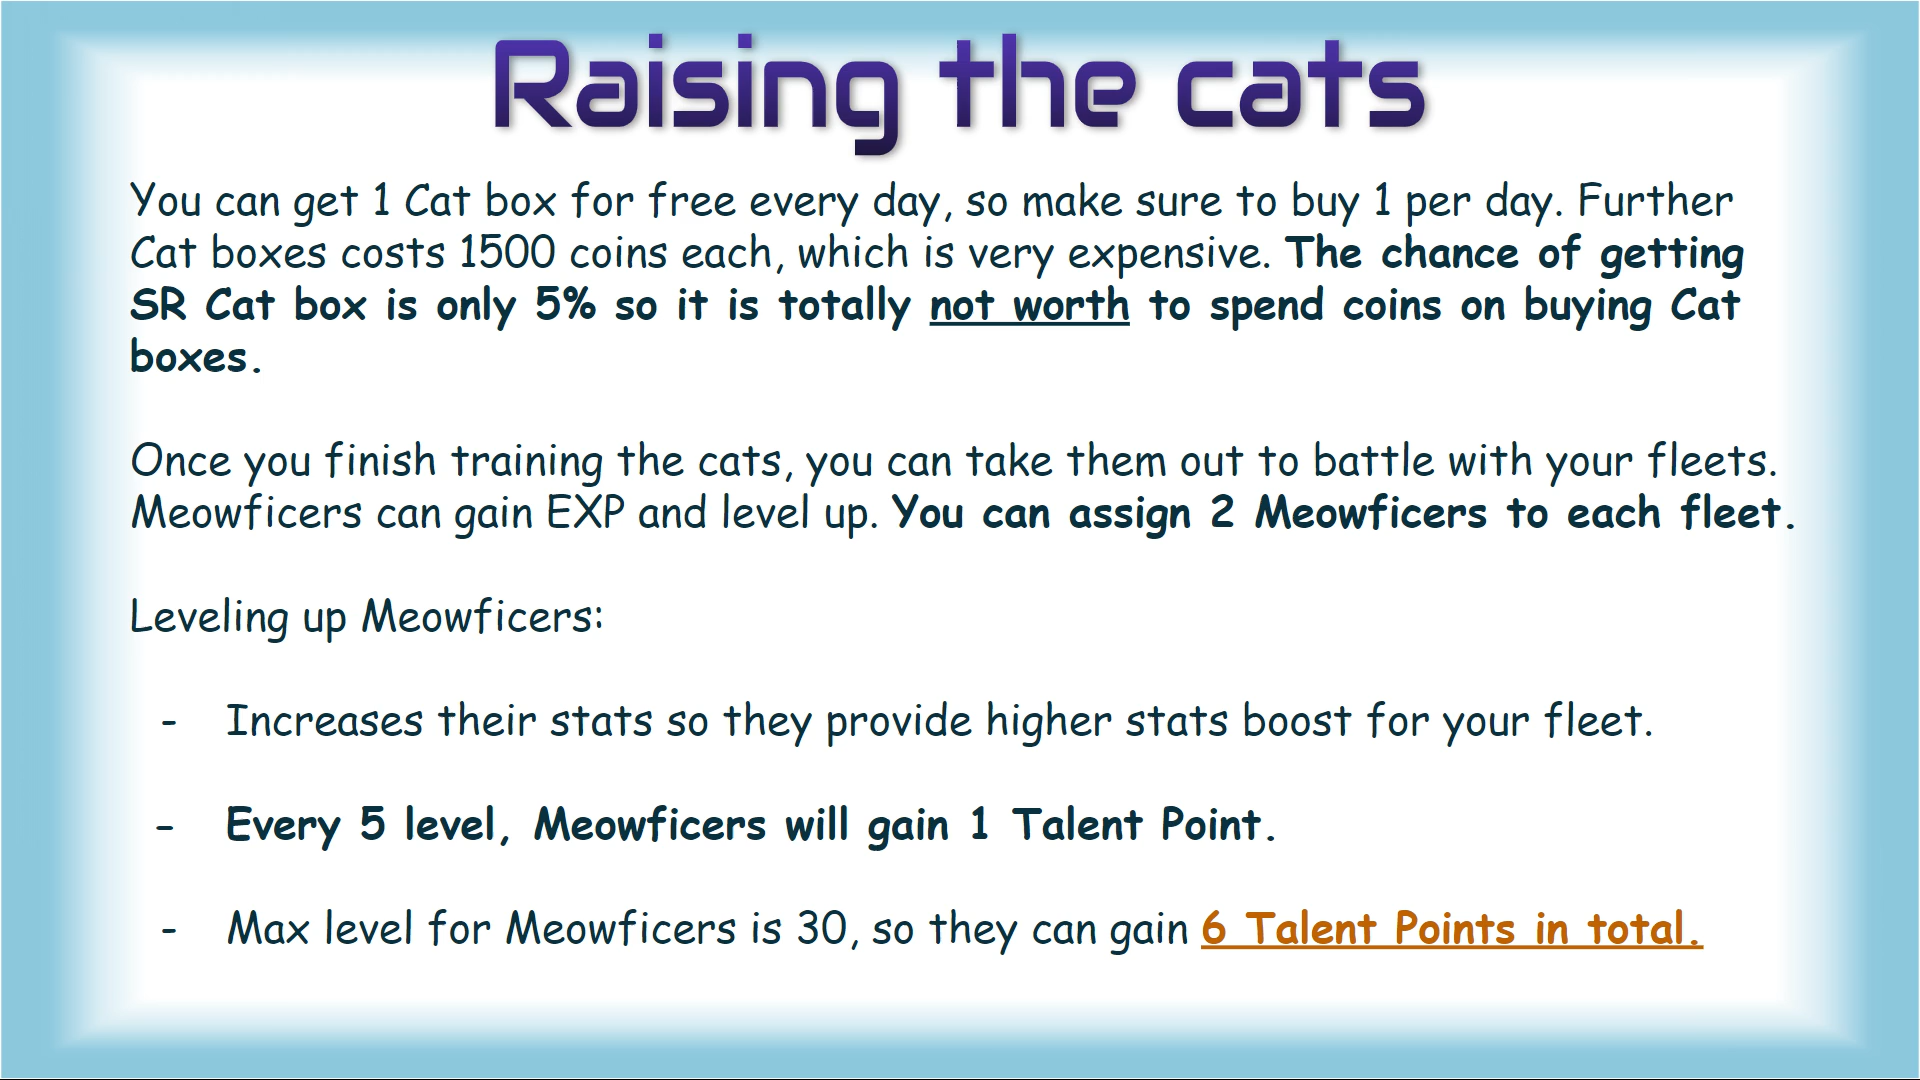 Raising the cats
You can get 1 Cat box for free every day, so make sure to buy 1 per day. Further
Cat boxes costs 1500 coins each, which is very expensive. The chance of getting
SR Cat box is only 5% so it is totally not worth to spend coins on buying Cat
boxes.
Once you finish training the cats, you can take them out to battle with your fleets.
Meowficers can gain EXP and level up. You can assign 2 Meowficers to each fleet.
Leveling up Meowficers:
- Increases their stats so they provide higher stats boost for your fleet.
- Every 5 level, Meowficers will gain 1 Talent Point.
- Max level for Meowficers is 30, so they can gain 6 Talent Points in total.